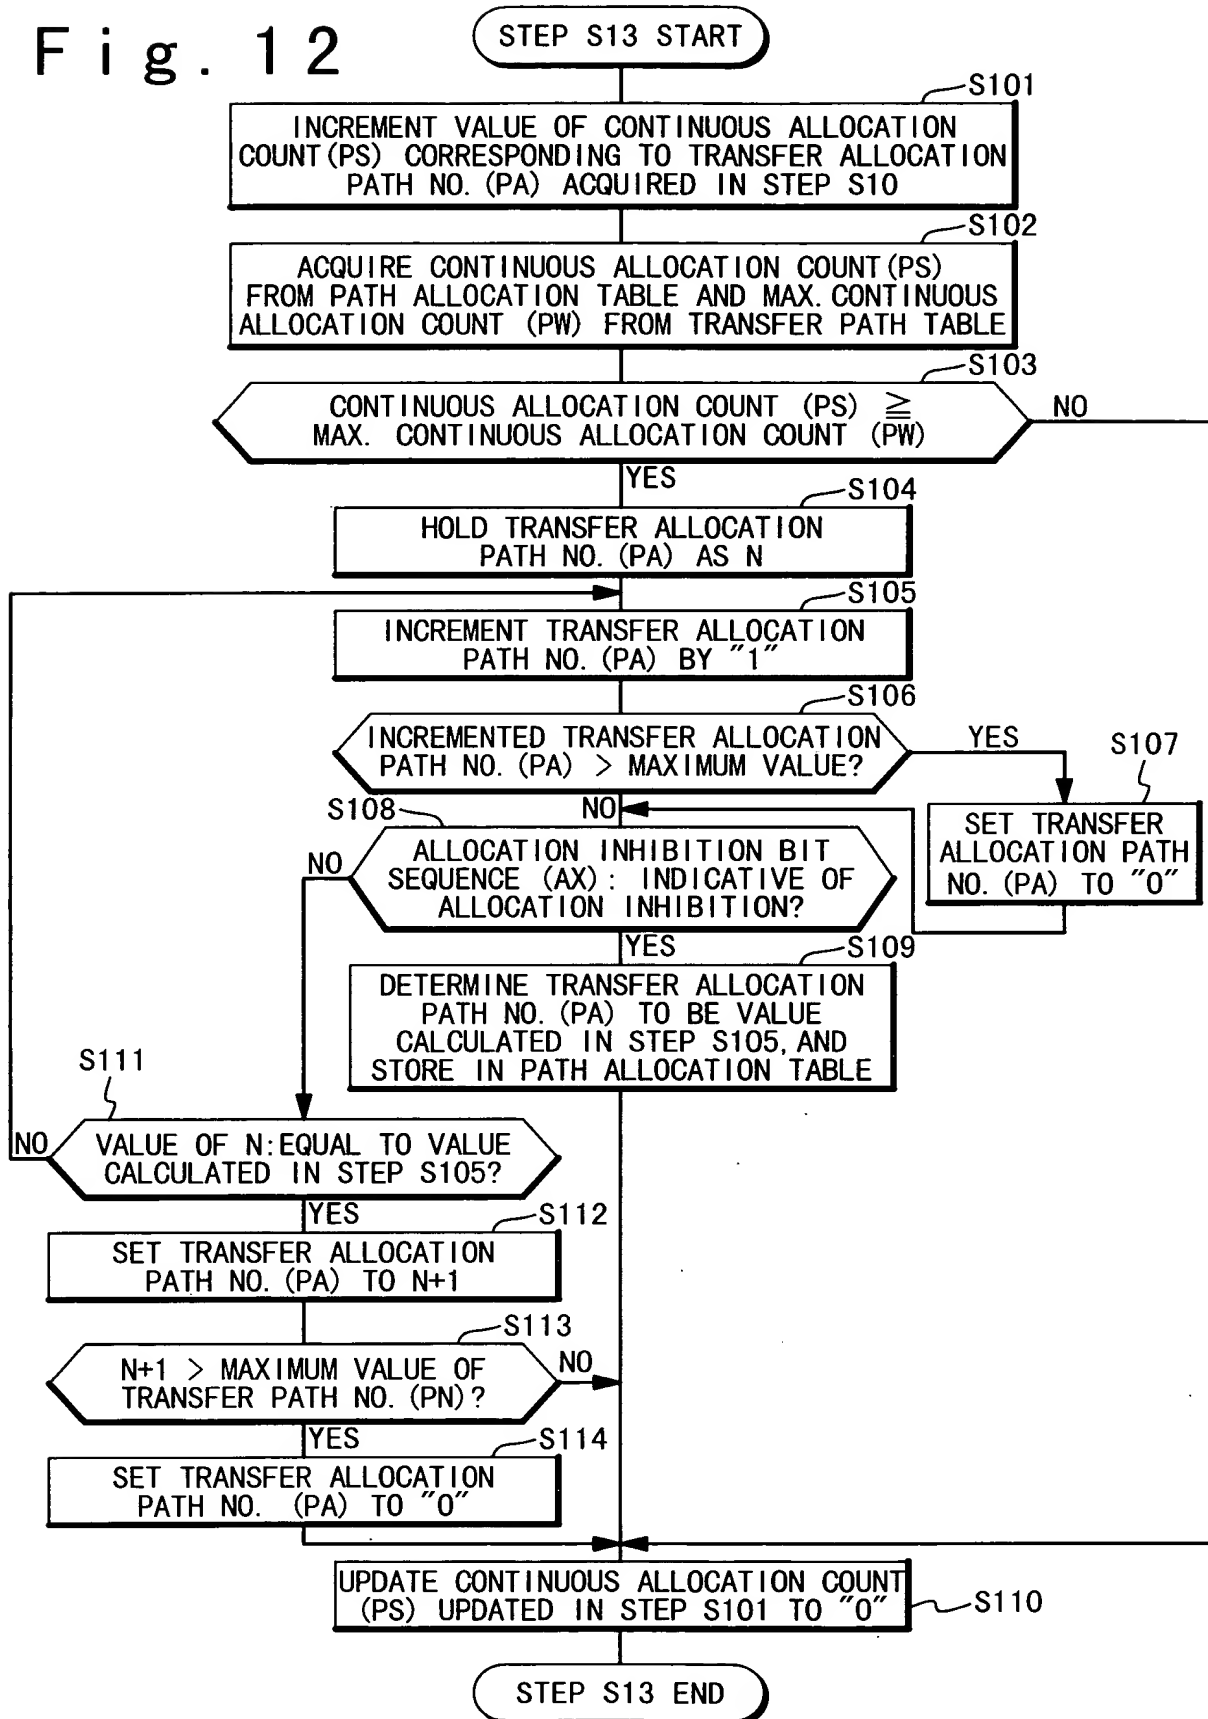 Fig. 12
STEP S13 START
S101
INCREMENT VALUE OF CONTINUOUS ALLOCATION
COUNT(PS) CORRESPONDING TO TRANSFER ALLOCATION
PATH NO. (PA) ACQUIRED IN STEP S10
S102
ACQUIRE CONTINUOUS ALLOCATION COUNT(PS)
FROM PATH ALLOCATION TABLE AND MAX. CONTINUOUS
ALLOCATION COUNT (PW) FROM TRANSFER PATH TABLE
S103
CONTINUOUS ALLOCATION COUNT (PS) ≧
MAX. CONTINUOUS ALLOCATION COUNT (PW)
NO
YES
S104
HOLD TRANSFER ALLOCATION
PATH NO. (PA) AS N
S105
INCREMENT TRANSFER ALLOCATION
PATH NO. (PA) BY "1"
S106
INCREMENTED TRANSFER ALLOCATION
PATH NO. (PA) > MAXIMUM VALUE?
YES
S107
SET TRANSFER
ALLOCATION PATH
NO. (PA) TO "0"
NO
S108
ALLOCATION INHIBITION BIT
SEQUENCE (AX): INDICATIVE OF
ALLOCATION INHIBITION?
NO
YES
S109
DETERMINE TRANSFER ALLOCATION
PATH NO. (PA) TO BE VALUE
CALCULATED IN STEP S105, AND
STORE IN PATH ALLOCATION TABLE
S111
VALUE OF N:EQUAL TO VALUE
CALCULATED IN STEP S105?
NO
YES
S112
SET TRANSFER ALLOCATION
PATH NO. (PA) TO N+1
S113
N+1 > MAXIMUM VALUE OF
TRANSFER PATH NO. (PN)?
NO
YES
S114
SET TRANSFER ALLOCATION
PATH NO. (PA) TO "0"
UPDATE CONTINUOUS ALLOCATION COUNT
(PS) UPDATED IN STEP S101 TO "0"
S110
STEP S13 END